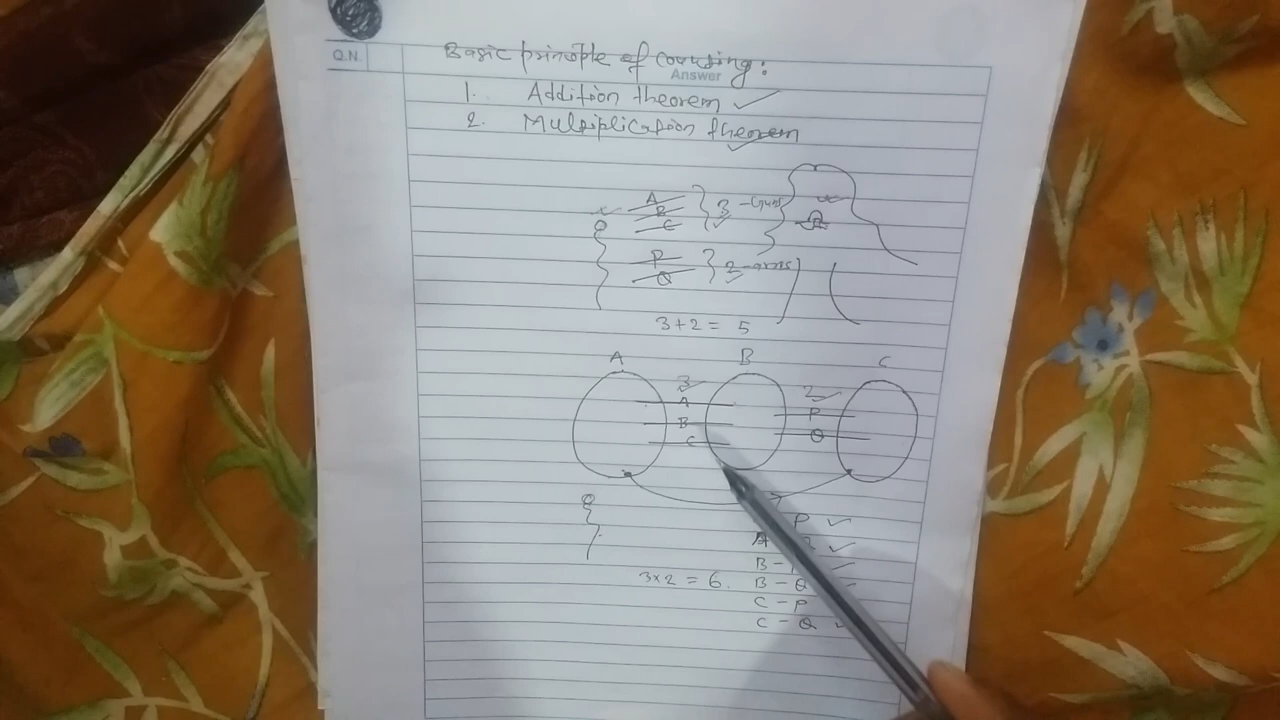 Q.N.
Basic principle of counting:
Answer
1. Addition theorem ✓
2. Multiplication theorem
A
B
C
3
P
Q
2
3+2 = 5
A B C
3 2
A P
B Q
C
P ✓
A ✓
B -
3×2 = 6. B - Q
C - P
C - Q